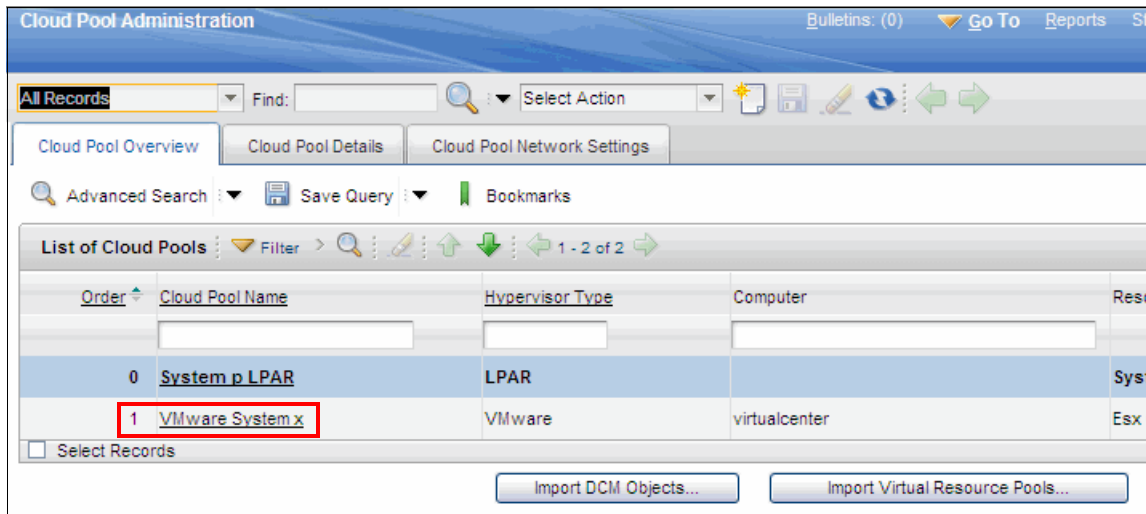 Cloud Pool Administration Bulletins: (0) Go To Reports
All Records Find: Select Action
Cloud Pool Overview Cloud Pool Details Cloud Pool Network Settings
Advanced Search Save Query Bookmarks
List of Cloud Pools Filter 1 - 2 of 2
Order Cloud Pool Name Hypervisor Type Computer Reso
0 System p LPAR LPAR Sys
1 VMware System x VMware virtualcenter Esx
Select Records
Import DCM Objects... Import Virtual Resource Pools...